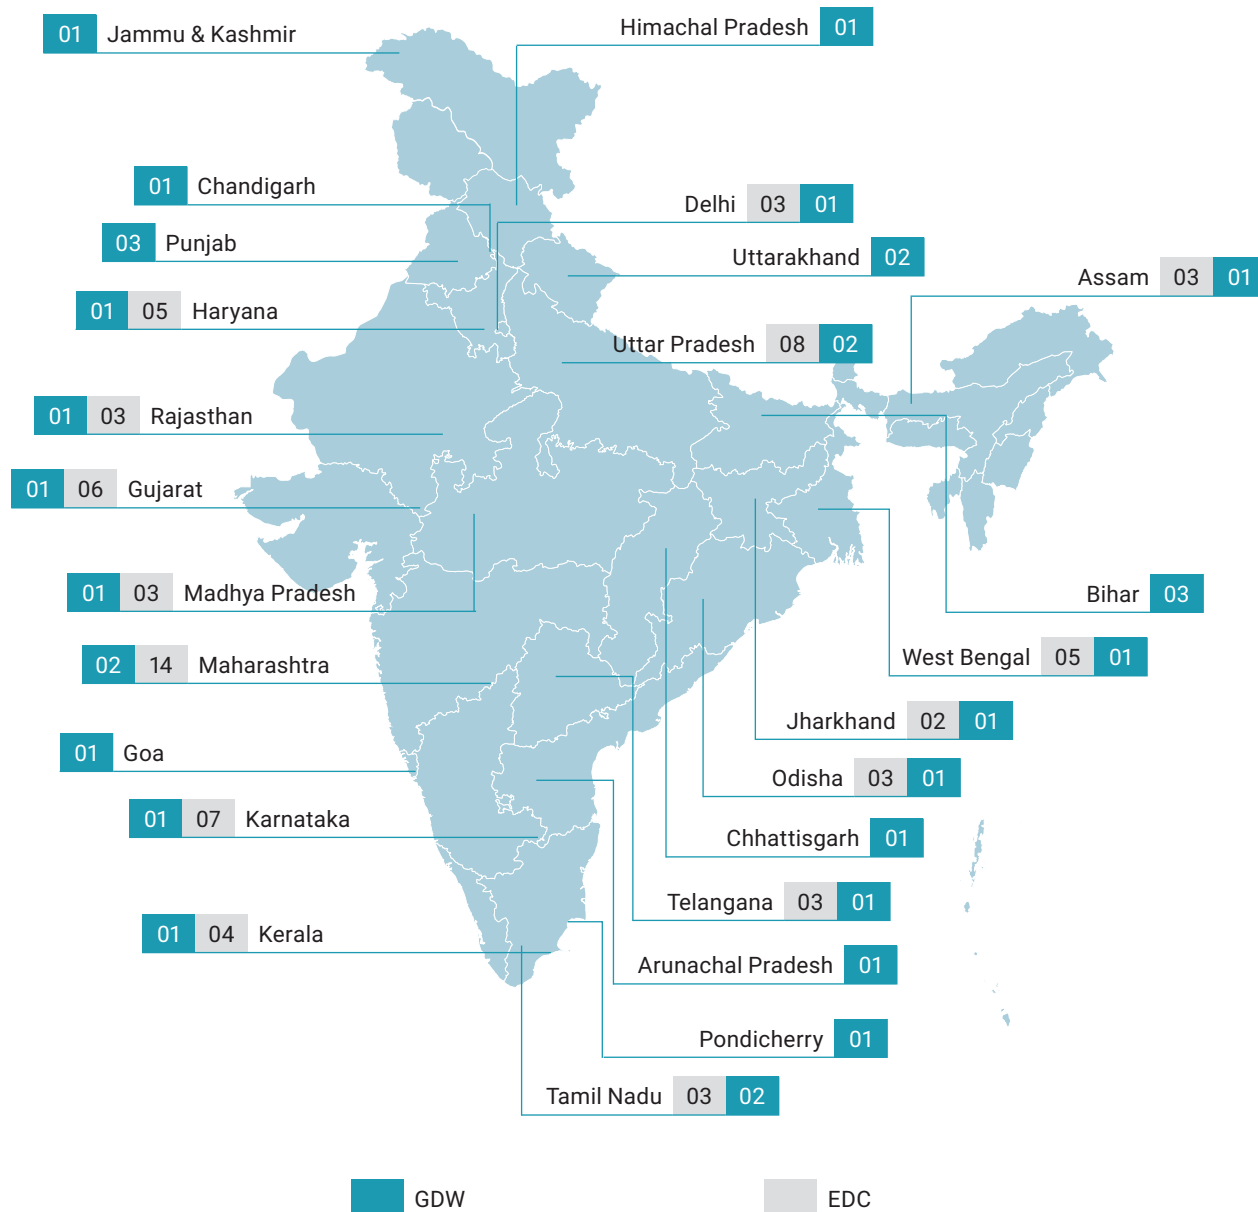 01 Jammu & Kashmir
Himachal Pradesh 01
01 Chandigarh
Delhi 03 01
03 Punjab
Uttarakhand 02
Assam 03 01
01 05 Haryana
Uttar Pradesh 08 02
01 03 Rajasthan
01 06 Gujarat
01 03 Madhya Pradesh
Bihar 03
02 14 Maharashtra
West Bengal 05 01
Jharkhand 02 01
01 Goa
Odisha 03 01
01 07 Karnataka
Chhattisgarh 01
Telangana 03 01
01 04 Kerala
Arunachal Pradesh 01
Pondicherry 01
Tamil Nadu 03 02
GDW
EDC